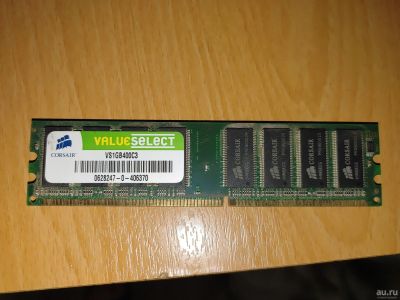 VALUESELECT
VS1GB400C3
CORSAIR
0628247-0-406370
au.ru